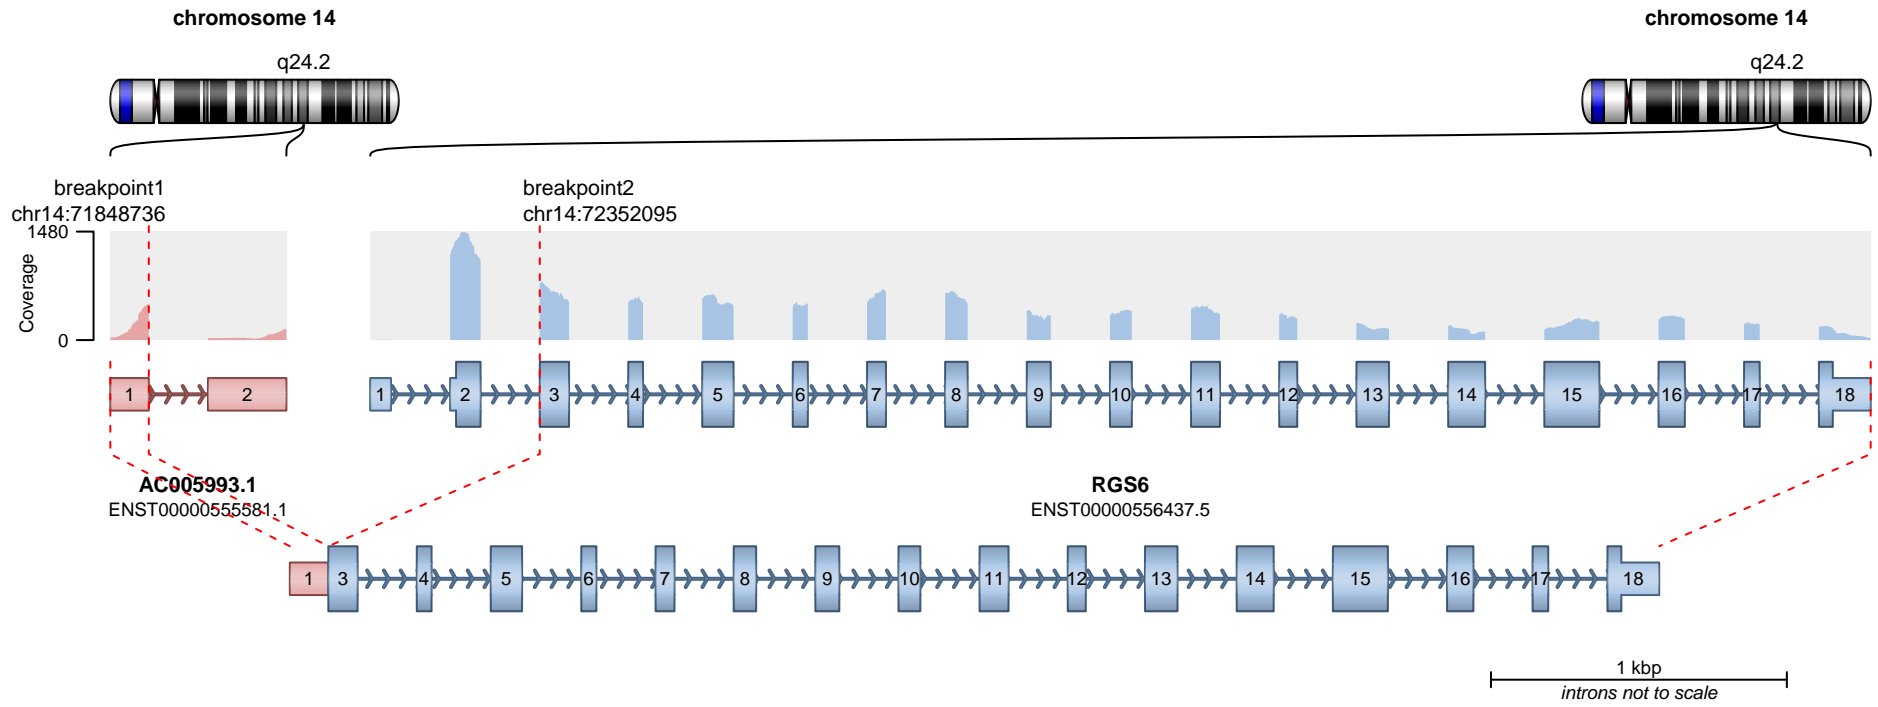 chromosome 14
chromosome 14
q24.2
q24.2
breakpoint1
chr14:71848736
breakpoint2
chr14:72352095
1480
Coverage
0
1 2
1 2 3 4 5 6 7 8 9 10 11 12 13 14 15 16 17 18
AC005993.1
ENST00000555581.1
RGS6
ENST00000556437.5
1 3 4 5 6 7 8 9 10 11 12 13 14 15 16 17 18
1 kbp
introns not to scale